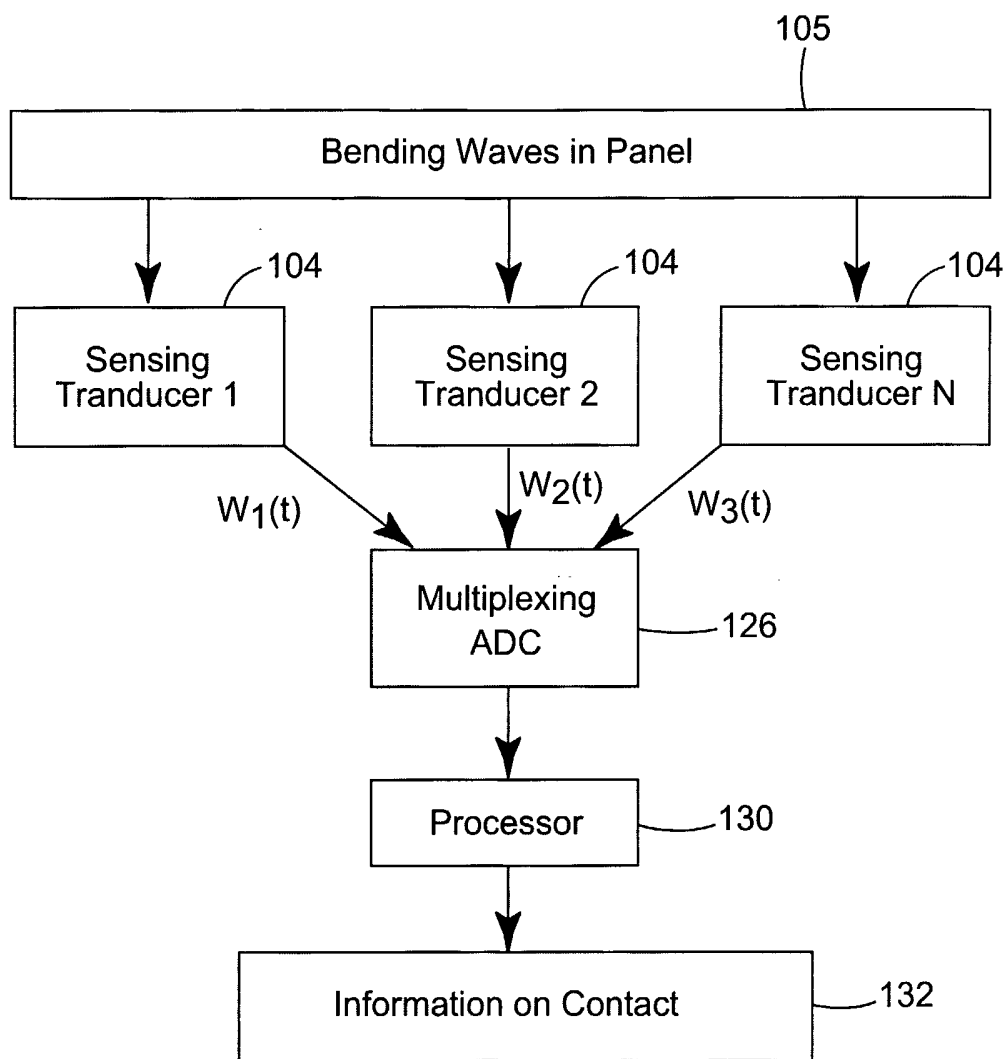 105
Bending Waves in Panel
104
104
104
Sensing
Tranducer 1
Sensing
Tranducer 2
Sensing
Tranducer N
W1(t)
W2(t)
W3(t)
Multiplexing
ADC
126
Processor
130
Information on Contact
132